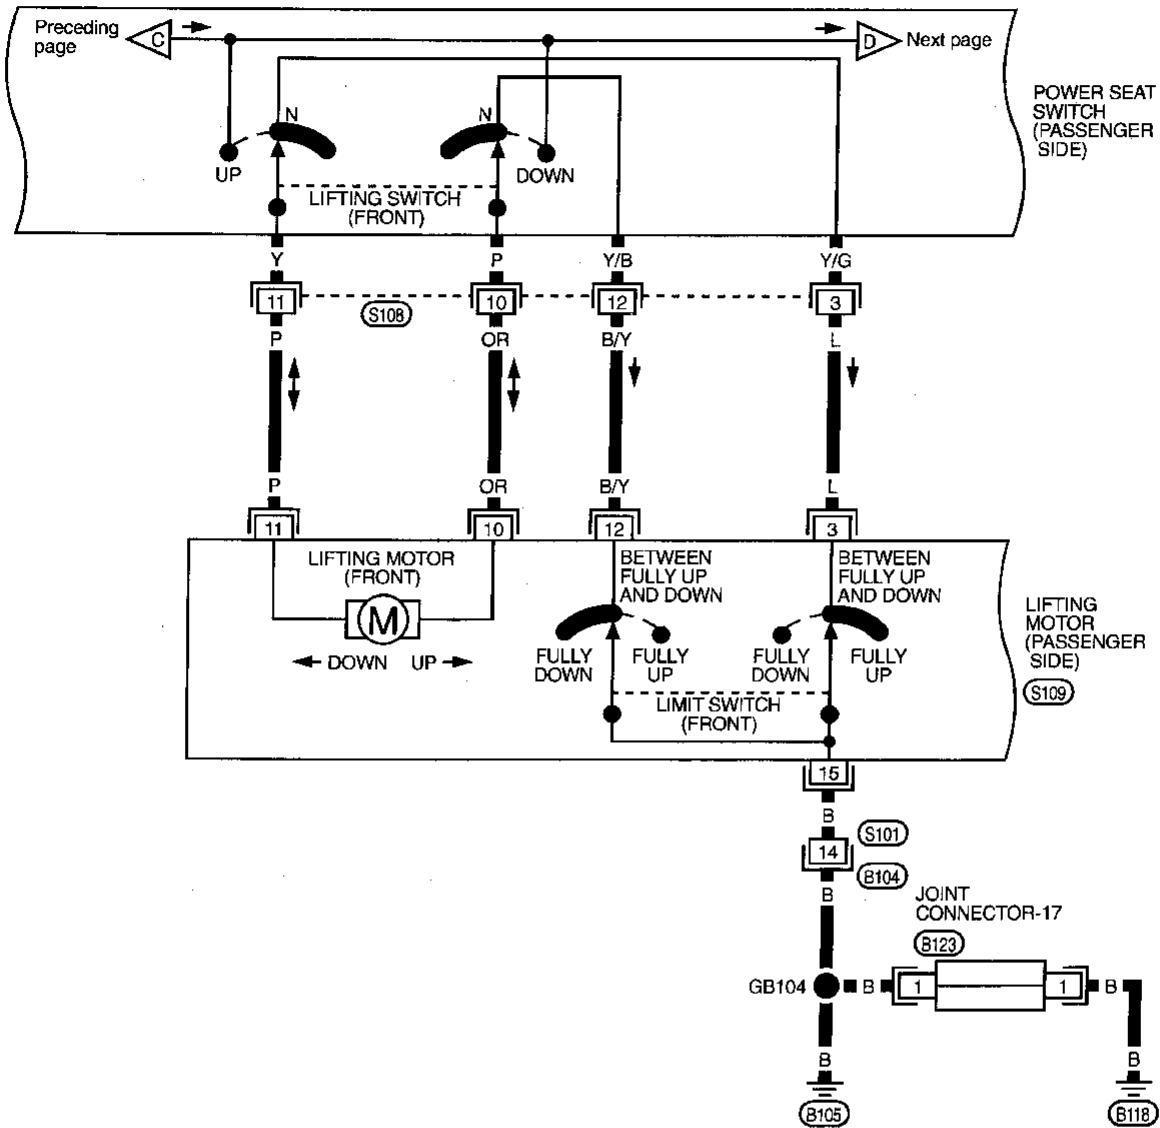 Preceding
page
C
D
Next page
POWER SEAT
SWITCH
(PASSENGER
SIDE)
N
N
UP
DOWN
LIFTING SWITCH
(FRONT)
Y
P
Y/B
Y/G
11
10
12
3
S108
P
OR
B/Y
L
P
OR
B/Y
L
11
10
12
3
LIFTING MOTOR
(FRONT)
M
DOWN
UP
BETWEEN
FULLY UP
AND DOWN
BETWEEN
FULLY UP
AND DOWN
FULLY
DOWN
FULLY
UP
FULLY
DOWN
FULLY
UP
LIMIT SWITCH
(FRONT)
LIFTING
MOTOR
(PASSENGER
SIDE)
S109
15
B
S101
14
B104
B
JOINT
CONNECTOR-17
B123
GB104
B
1
1
B
B
B
B105
B118